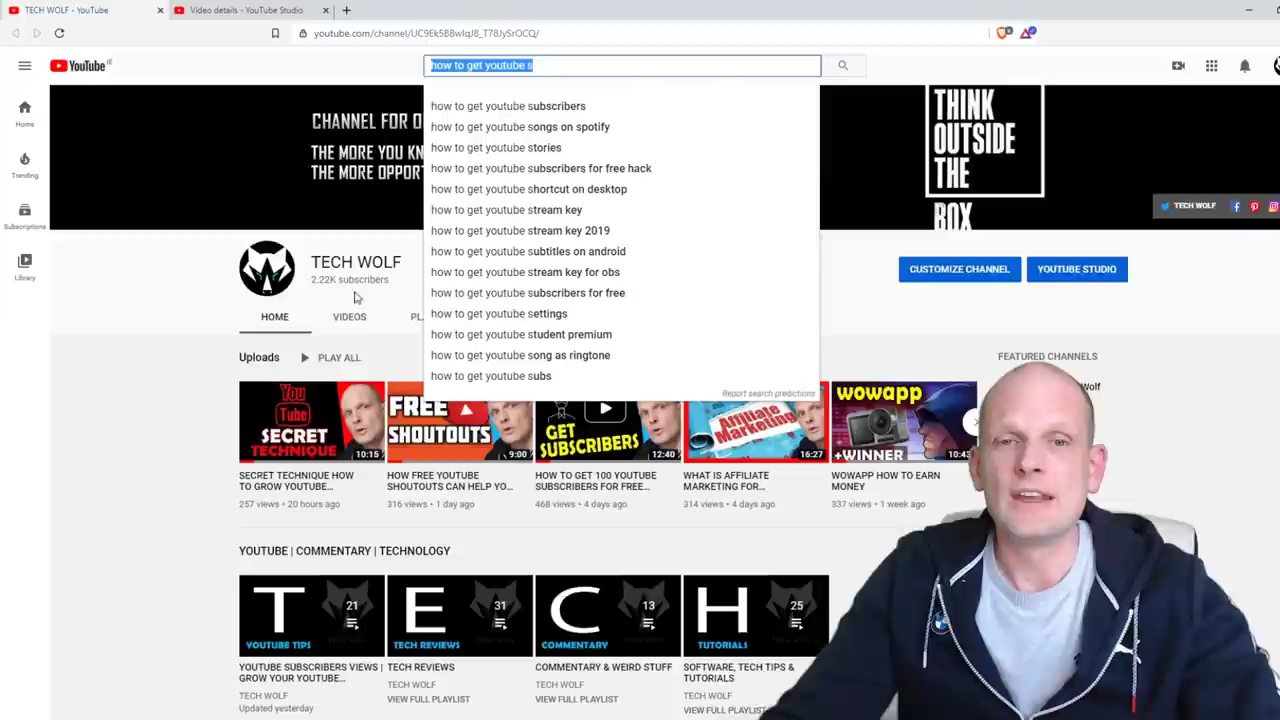 TECH WOLF - YouTube
Video details - YouTube Studio
youtube.com/channel/UC9Ek5BBwIqJ8_T78JySrOCQ/
YouTube
how to get youtube s
how to get youtube subscribers
how to get youtube songs on spotify
how to get youtube stories
how to get youtube subscribers for free hack
how to get youtube shortcut on desktop
how to get youtube stream key
how to get youtube stream key 2019
how to get youtube subtitles on android
how to get youtube stream key for obs
how to get youtube subscribers for free
how to get youtube settings
how to get youtube student premium
how to get youtube song as ringtone
how to get youtube subs
Report search predictions
Home
Trending
Subscriptions
Library
CHANNEL FOR O
THE MORE YOU KN
THE MORE OPPOR
THINK
OUTSIDE
THE
BOX
TECH WOLF
TECH WOLF
2.22K subscribers
CUSTOMIZE CHANNEL
YOUTUBE STUDIO
HOME
VIDEOS
PL
Uploads
PLAY ALL
FEATURED CHANNELS
Wolf
You
Tube
SECRET
TECHNIQUE
10:15
FREE
SHOUTOUTS
9:00
GET
SUBSCRIBERS
12:40
Affiliate
Marketing
16:27
wowapp
+WINNER
10:43
SECRET TECHNIQUE HOW
TO GROW YOUTUBE...
257 views • 20 hours ago
HOW FREE YOUTUBE
SHOUTOUTS CAN HELP YO...
316 views • 1 day ago
HOW TO GET 100 YOUTUBE
SUBSCRIBERS FOR FREE...
468 views • 4 days ago
WHAT IS AFFILIATE
MARKETING FOR...
314 views • 4 days ago
WOWAPP HOW TO EARN
MONEY
337 views • 1 week ago
YOUTUBE | COMMENTARY | TECHNOLOGY
T
21
YOUTUBE TIPS
E
31
TECH REVIEWS
C
13
COMMENTARY
H
25
TUTORIALS
YOUTUBE SUBSCRIBERS VIEWS |
GROW YOUR YOUTUBE...
TECH WOLF
Updated yesterday
TECH REVIEWS
TECH WOLF
VIEW FULL PLAYLIST
COMMENTARY & WEIRD STUFF
TECH WOLF
VIEW FULL PLAYLIST
SOFTWARE, TECH TIPS &
TUTORIALS
TECH WOLF
VIEW FULL PLAYLIST